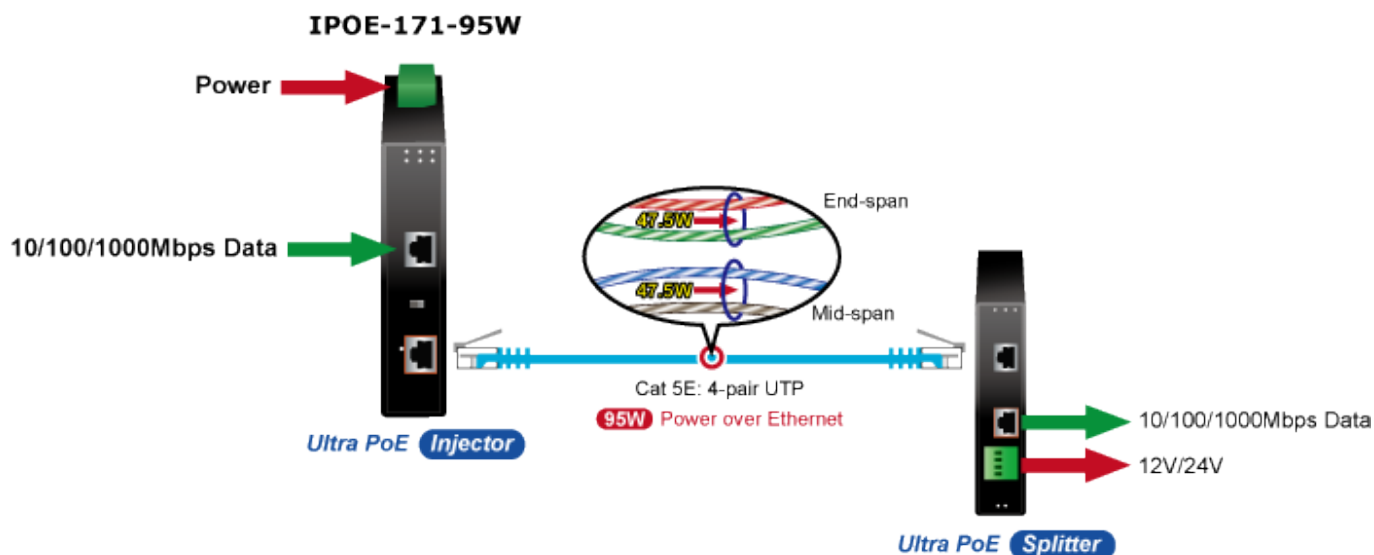 IPOE-171-95W
Power
10/100/1000Mbps Data
End-span
47.5W
47.5W
Mid-span
Cat 5E: 4-pair UTP
95W Power over Ethernet
Ultra PoE Injector
10/100/1000Mbps Data
12V/24V
Ultra PoE Splitter